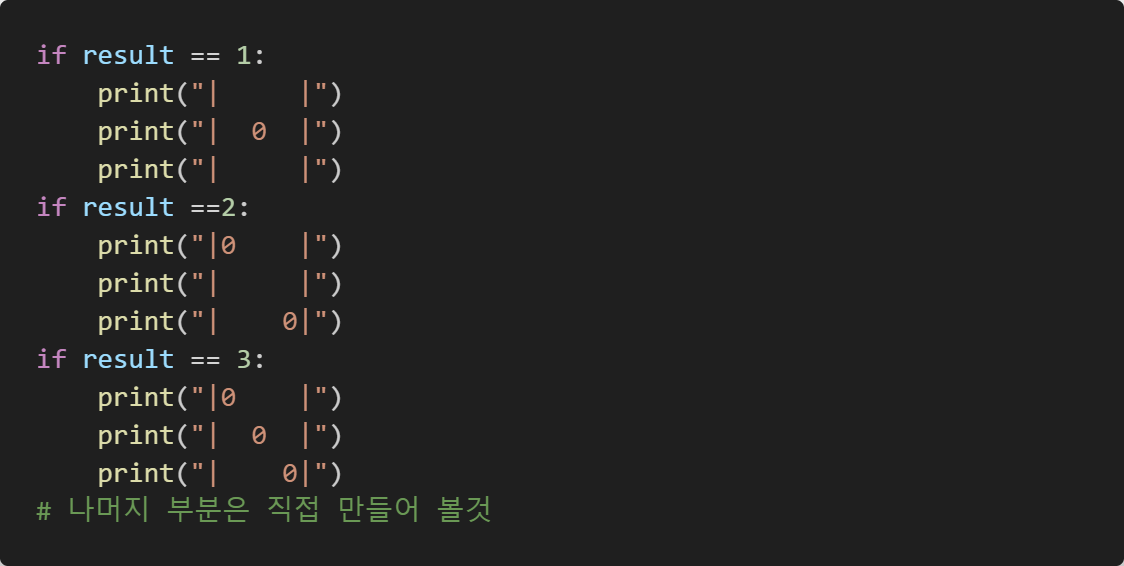 if result == 1:
    print("|     |")
    print("|  0  |")
    print("|     |")
if result ==2:
    print("|0    |")
    print("|     |")
    print("|    0|")
if result == 3:
    print("|0    |")
    print("|  0  |")
    print("|    0|")
# 나머지 부분은 직접 만들어 볼것